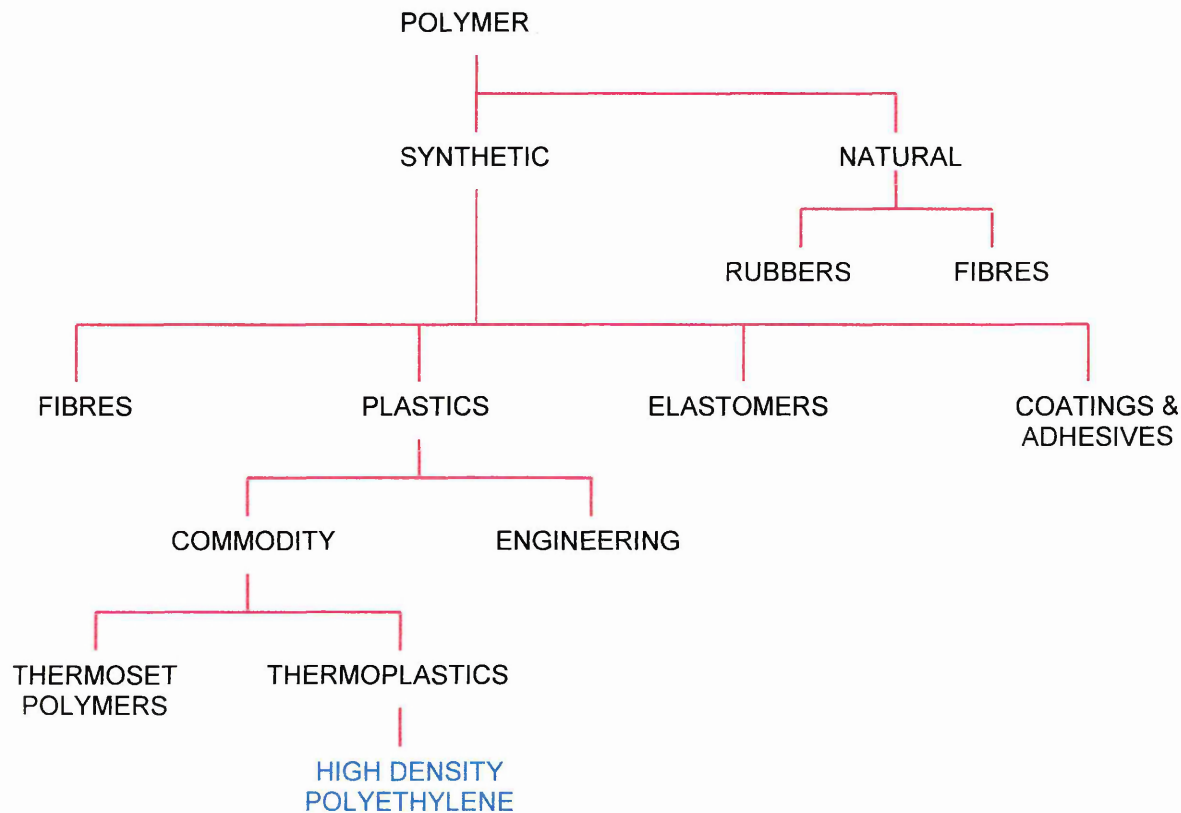 POLYMER
SYNTHETIC
NATURAL
RUBBERS
FIBRES
FIBRES
PLASTICS
ELASTOMERS
COATINGS &
ADHESIVES
COMMODITY
ENGINEERING
THERMOSET
POLYMERS
THERMOPLASTICS
HIGH DENSITY
POLYETHYLENE